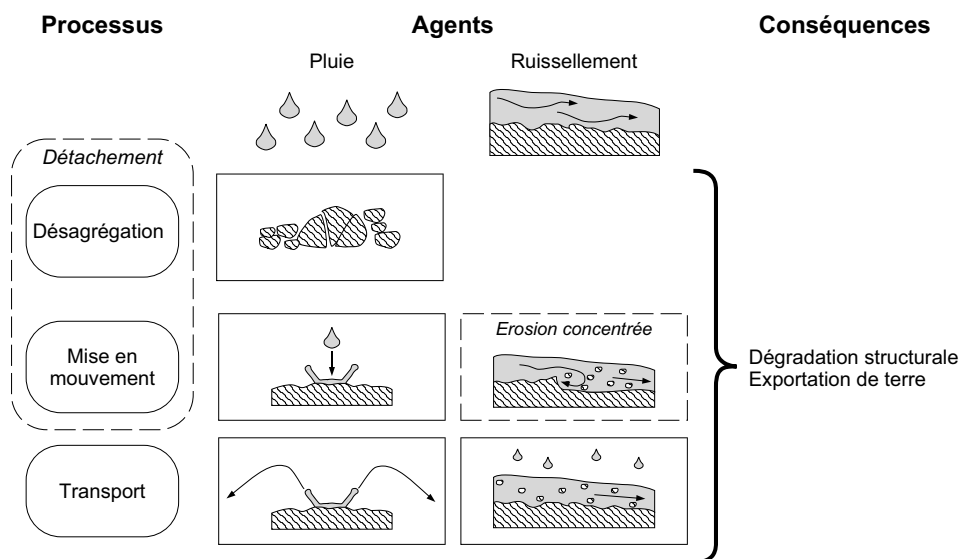 Processus
Agents
Conséquences
Pluie
Ruissellement
Détachement
Désagrégation
Mise en
mouvement
Erosion concentrée
Transport
Dégradation structurale
Exportation de terre